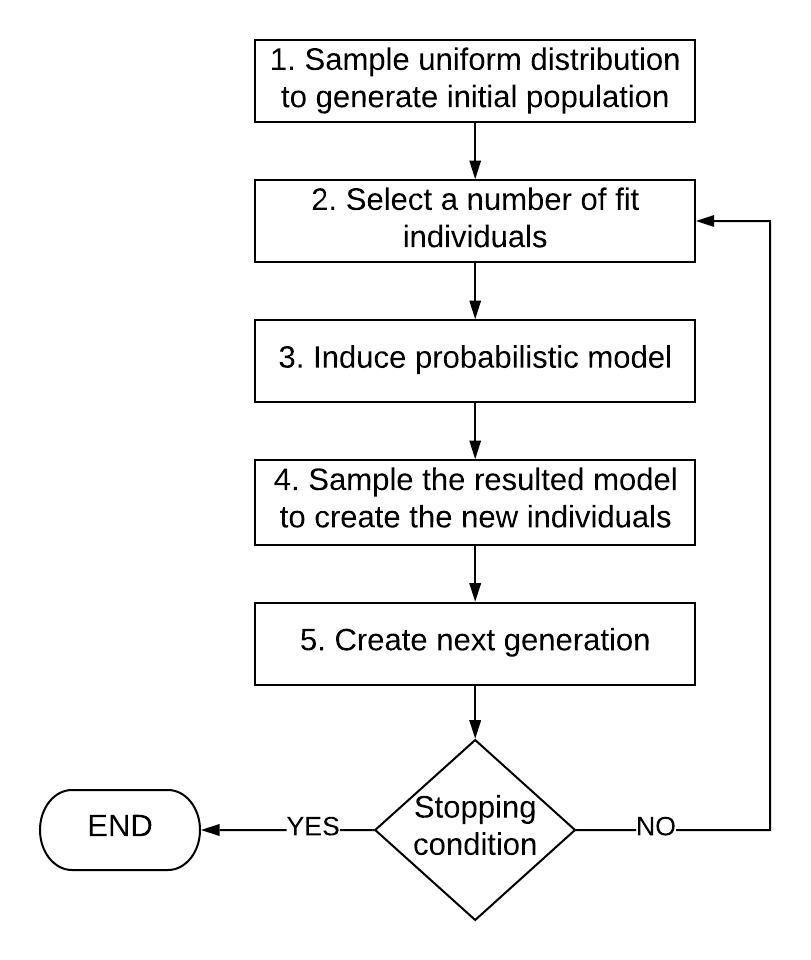 1. Sample uniform distribution
to generate initial population
2. Select a number of fit
individuals
3. Induce probabilistic model
4. Sample the resulted model
to create the new individuals
5. Create next generation
Stopping
condition
YES
NO
END